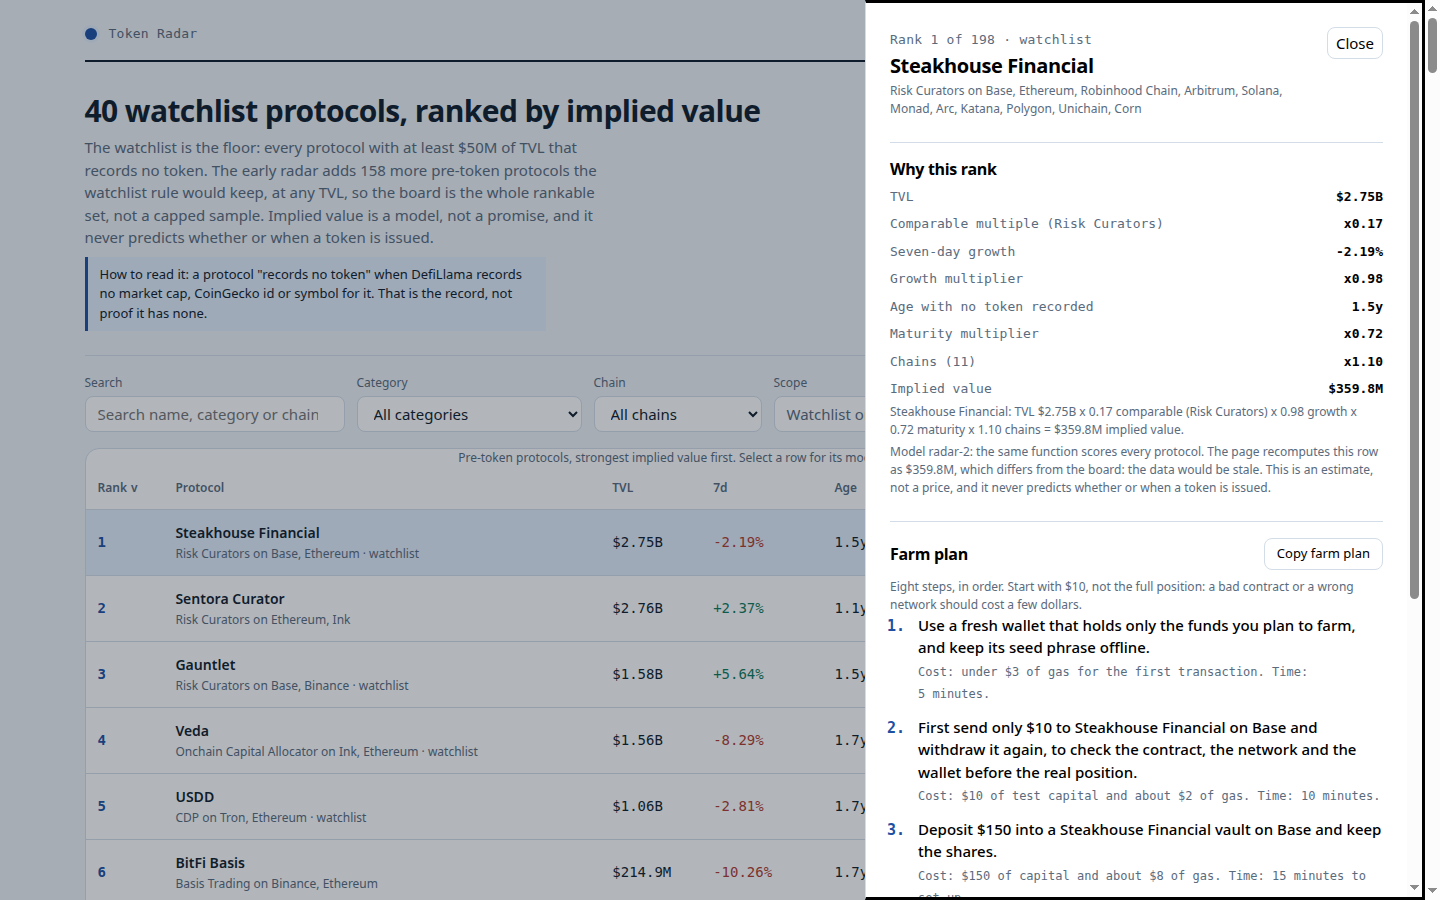 Token Radar
40 watchlist protocols, ranked by implied value
The watchlist is the floor: every protocol with at least $50M of TVL that
records no token. The early radar adds 158 more pre-token protocols the
watchlist rule would keep, at any TVL, so the board is the whole rankable
set, not a capped sample. Implied value is a model, not a promise, and it
never predicts whether or when a token is issued.
How to read it: a protocol "records no token" when DefiLlama records
no market cap, CoinGecko id or symbol for it. That is the record, not
proof it has none.
Search
Category
Chain
Scope
Search name, category or chain
All categories
All chains
Watchlist o
Pre-token protocols, strongest implied value first. Select a row for its mo
Rank v
Protocol
TVL
7d
Age
1
Steakhouse Financial
Risk Curators on Base, Ethereum · watchlist
$2.75B
-2.19%
1.5y
2
Sentora Curator
Risk Curators on Ethereum, Ink
$2.76B
+2.37%
1.1y
3
Gauntlet
Risk Curators on Base, Binance · watchlist
$1.58B
+5.64%
1.5y
4
Veda
Onchain Capital Allocator on Ink, Ethereum · watchlist
$1.56B
-8.29%
1.7y
5
USDD
CDP on Tron, Ethereum · watchlist
$1.06B
-2.81%
1.7y
6
BitFi Basis
Basis Trading on Binance, Ethereum
$214.9M
-10.26%
1.7y
Rank 1 of 198 · watchlist
Close
Steakhouse Financial
Risk Curators on Base, Ethereum, Robinhood Chain, Arbitrum, Solana,
Monad, Arc, Katana, Polygon, Unichain, Corn
Why this rank
TVL $2.75B
Comparable multiple (Risk Curators) x0.17
Seven-day growth -2.19%
Growth multiplier x0.98
Age with no token recorded 1.5y
Maturity multiplier x0.72
Chains (11) x1.10
Implied value $359.8M
Steakhouse Financial: TVL $2.75B x 0.17 comparable (Risk Curators) x 0.98 growth x
0.72 maturity x 1.10 chains = $359.8M implied value.
Model radar-2: the same function scores every protocol. The page recomputes this row
as $359.8M, which differs from the board: the data would be stale. This is an estimate,
not a price, and it never predicts whether or when a token is issued.
Farm plan
Copy farm plan
Eight steps, in order. Start with $10, not the full position: a bad contract or a wrong
network should cost a few dollars.
1. Use a fresh wallet that holds only the funds you plan to farm,
and keep its seed phrase offline.
Cost: under $3 of gas for the first transaction. Time:
5 minutes.
2. First send only $10 to Steakhouse Financial on Base and
withdraw it again, to check the contract, the network and the
wallet before the real position.
Cost: $10 of test capital and about $2 of gas. Time: 10 minutes.
3. Deposit $150 into a Steakhouse Financial vault on Base and keep
the shares.
Cost: $150 of capital and about $8 of gas. Time: 15 minutes to
set up.